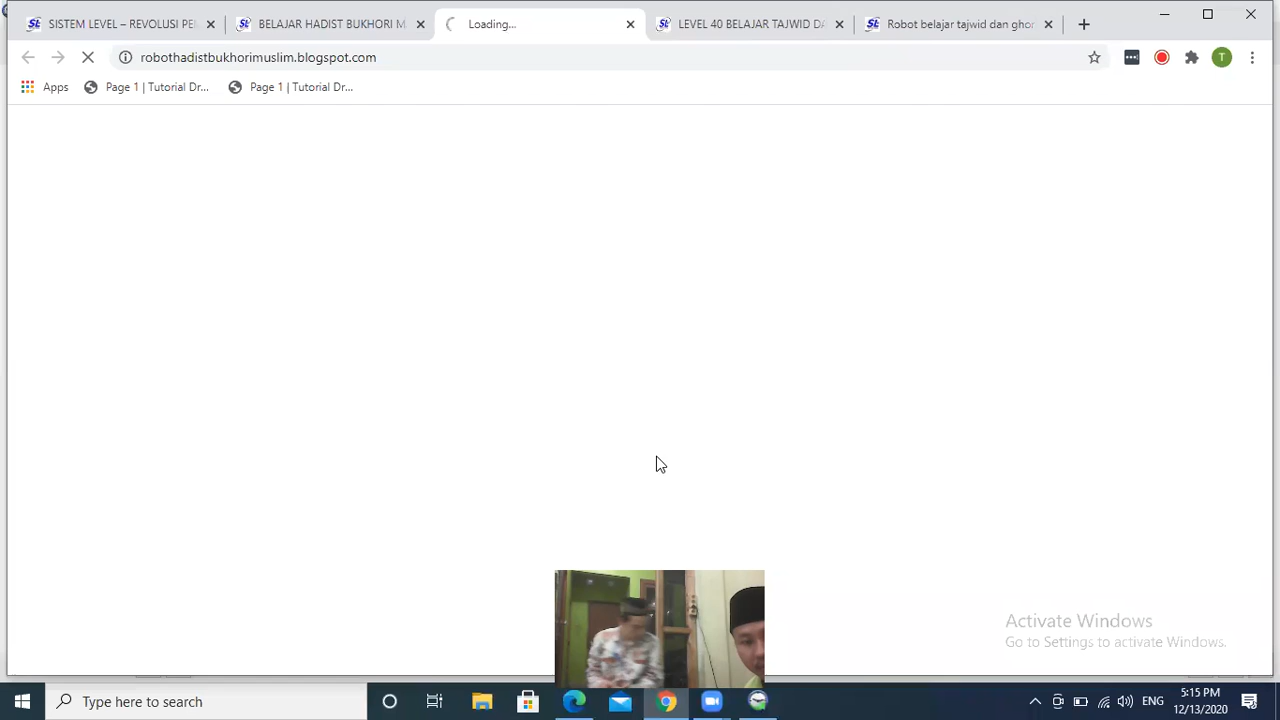 SISTEM LEVEL – REVOLUSI PE
BELAJAR HADIST BUKHORI M
Loading...
LEVEL 40 BELAJAR TAJWID DA
Robot belajar tajwid dan ghor
robothadistbukhorimuslim.blogspot.com
T
Apps
Page 1 | Tutorial Dr...
Page 1 | Tutorial Dr...
Activate Windows
Go to Settings to activate Windows.
Type here to search
ENG
5:15 PM
12/13/2020